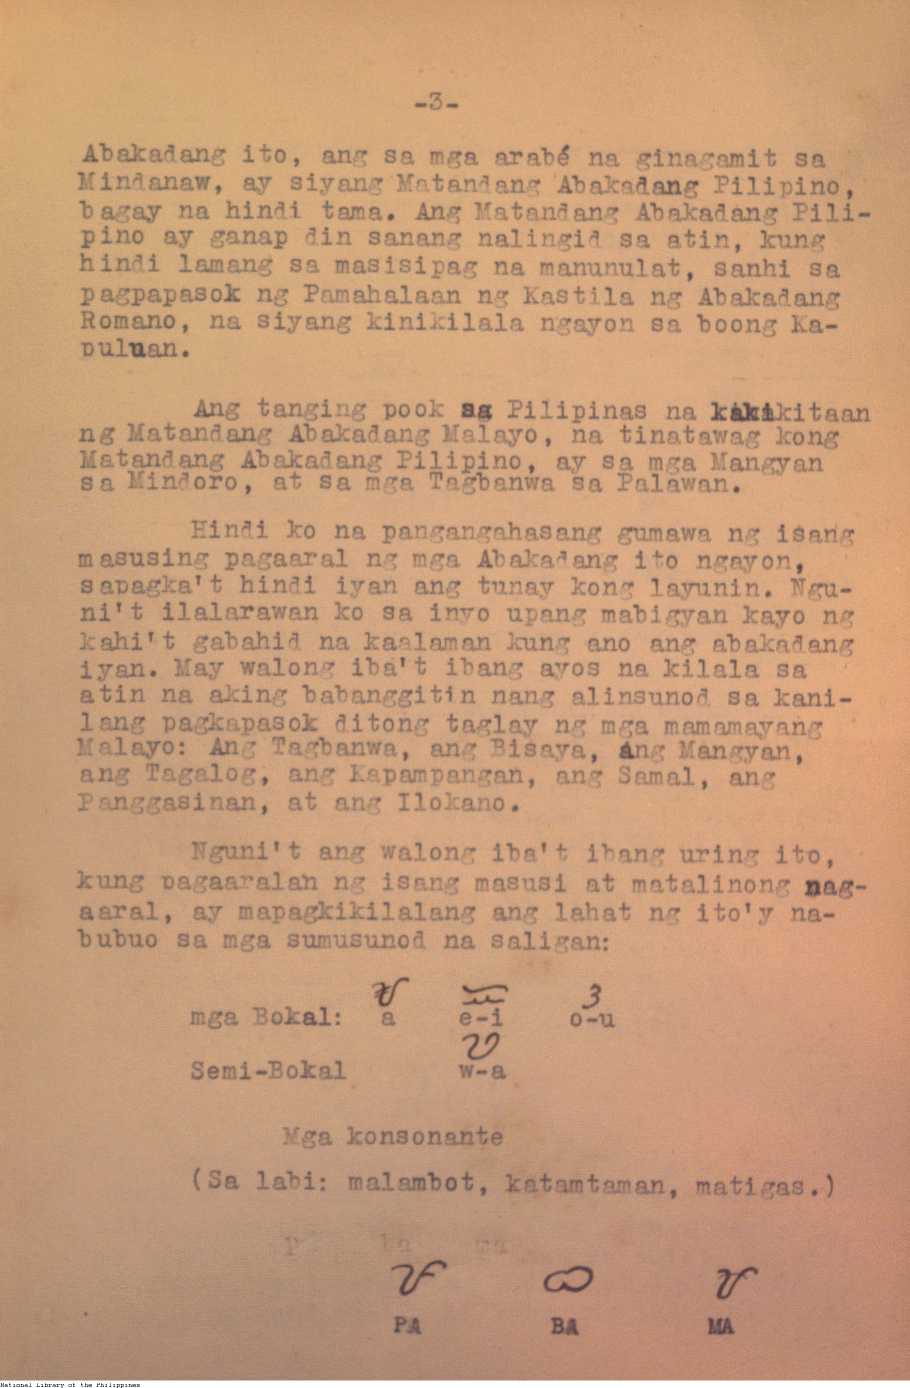 -3-
Abakadang ito, ang sa mga arabé na ginagamit sa
Mindanaw, ay siyang Matandang Abakadang Pilipino,
bagay na hindi tama. Ang Matandang Abakadang Pili-
pino ay ganap din sanang nalingid sa atin, kung
hindi lamang sa masisipag na manunulat, sanhi sa
pagpapasok ng Pamahalaan ng Kastila ng Abakadang
Romano, na siyang kinikilala ngayon sa boong Ka-
puluan.
Ang tanging pook sa Pilipinas na kakikitaan
ng Matandang Abakadang Malayo, na tinatawag kong
Matandang Abakadang Pilipino, ay sa mga Mangyan
sa Mindoro, at sa mga Tagbanwa sa Palawan.
Hindi ko na pangangahasang gumawa ng isang
masusing pagaaral ng mga Abakadang ito ngayon,
sapagka't hindi iyan ang tunay kong layunin. Ngu-
ni't ilalarawan ko sa inyo upang mabigyan kayo ng
kahi't gabahid na kaalaman kung ano ang abakadang
iyan. May walong iba't ibang ayos na kilala sa
atin na aking babanggitin nang alinsunod sa kani-
lang pagkapasok ditong taglay ng mga mamamayang
Malayo: Ang Tagbanwa, ang Bisaya, Ang Mangyan,
ang Tagalog, ang Kapampangan, ang Samal, ang
Panggasinan, at ang Ilokano.
Nguni't ang walong iba't ibang uring ito,
kung pagaaralan ng isang masusi at matalinong nag-
aaral, ay mapagkikilalang ang lahat ng ito'y na-
bubuo sa mga sumusunod na saligan:
ᜀ ᜁ ᜂ
mga Bokal: a e-i o-u
ᜏ
Semi-Bokal w-a
Mga konsonante
(Sa labi: malambot, katamtaman, matigas.)
ᜉ ᜊ ᜋ
PA BA MA
National Library of the Philippines